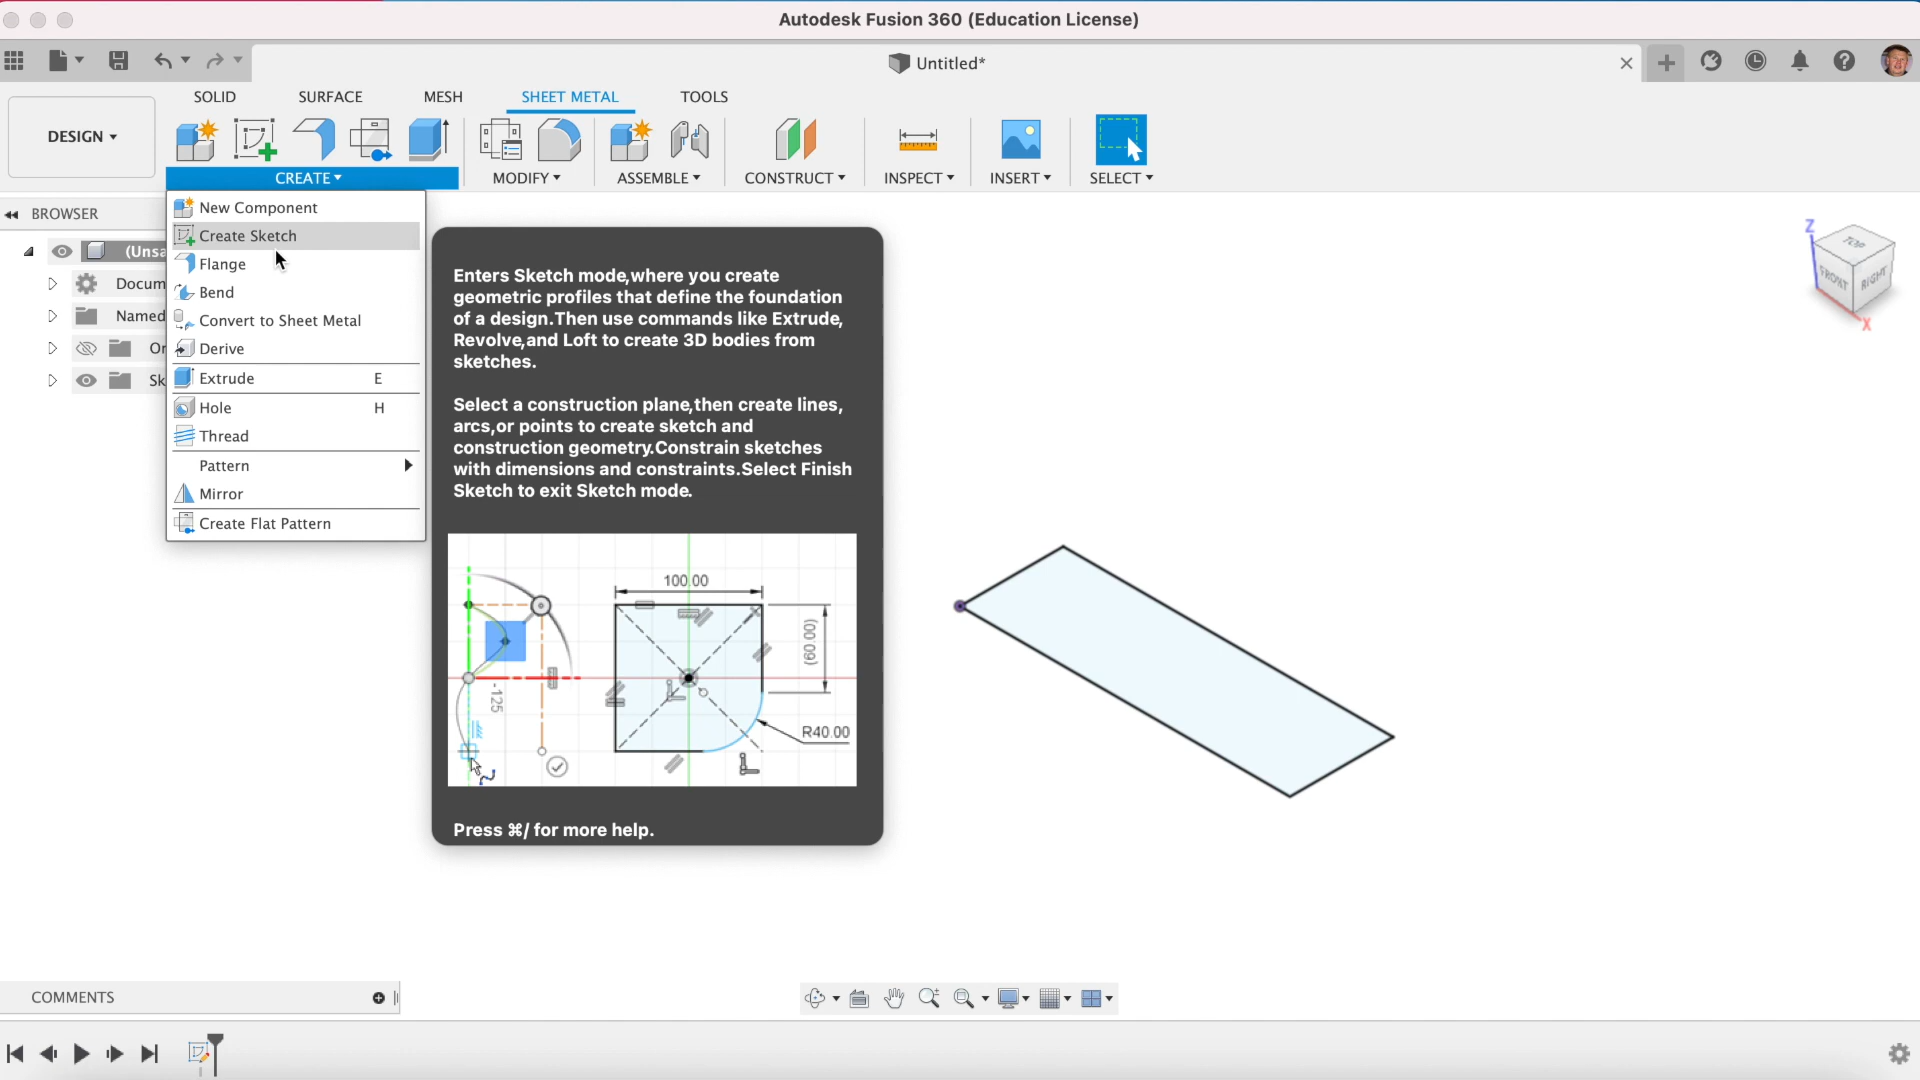 Autodesk Fusion 360 (Education License)
Untitled*
SOLID
SURFACE
MESH
SHEET METAL
TOOLS
DESIGN
CREATE
MODIFY
ASSEMBLE
CONSTRUCT
INSPECT
INSERT
SELECT
BROWSER
(Unsa
Docum
Named
Or
Sk
New Component
Create Sketch
Flange
Bend
Convert to Sheet Metal
Derive
Extrude E
Hole H
Thread
Pattern
Mirror
Create Flat Pattern
Enters Sketch mode,where you create
geometric profiles that define the foundation
of a design.Then use commands like Extrude,
Revolve,and Loft to create 3D bodies from
sketches.
Select a construction plane,then create lines,
arcs,or points to create sketch and
construction geometry.Constrain sketches
with dimensions and constraints.Select Finish
Sketch to exit Sketch mode.
100.00
(60.00)
-125
R40.00
Press ⌘/ for more help.
Z
TOP
FRONT
RIGHT
X
COMMENTS